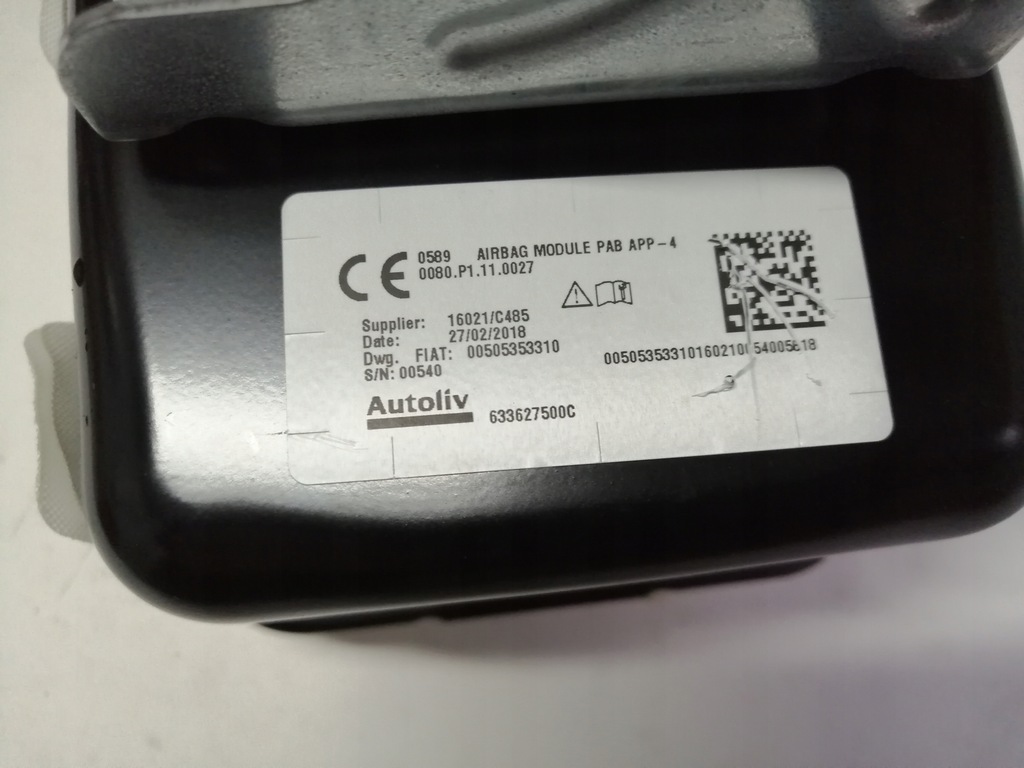 CE 0589 AIRBAG MODULE PAB APP-4
0080.P1.11.0027
Supplier: 16021/C485
Date: 27/02/2018
Dwg. FIAT: 00505353310
S/N: 00540
Autoliv
633627500C